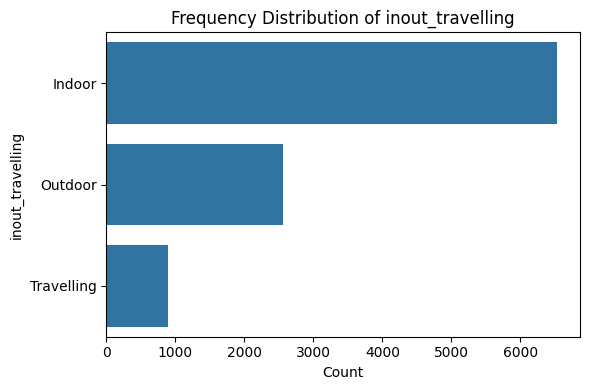 Frequency Distribution of inout_travelling
inout_travelling
Indoor
Outdoor
Travelling
0 1000 2000 3000 4000 5000 6000
Count